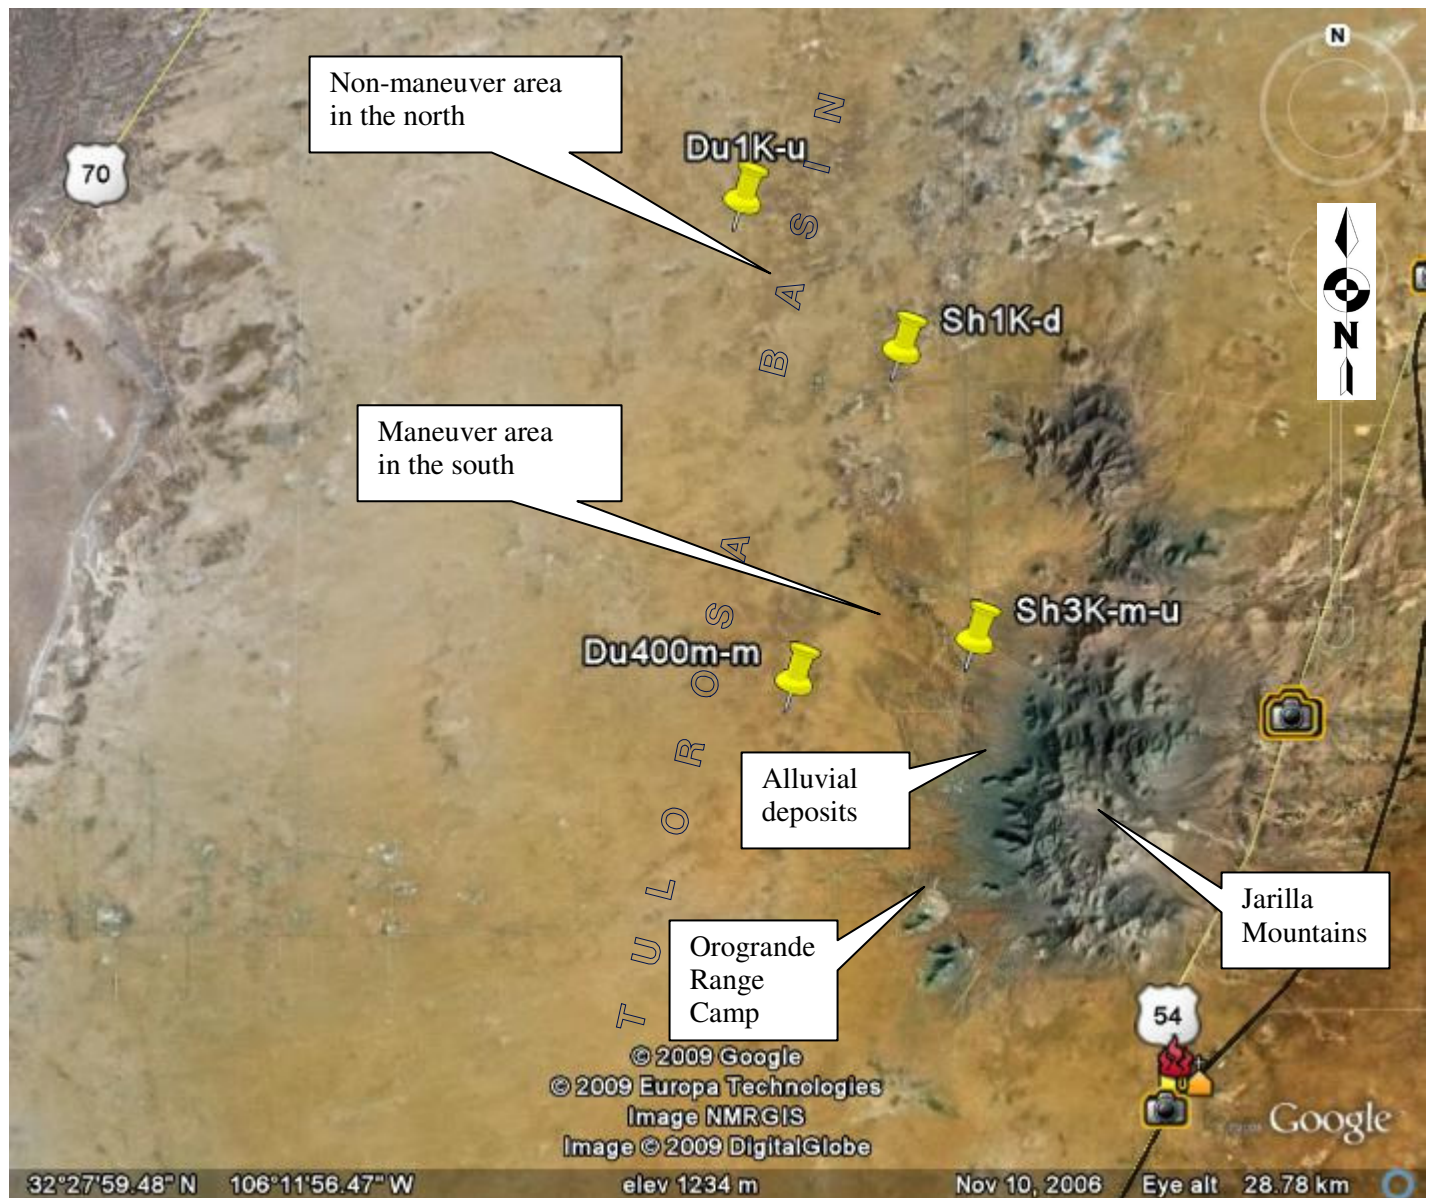 N
Non-maneuver area
in the north
70
Du1K-u
TULOROSA BASIN
Sh1K-d
N
Maneuver area
in the south
Sh3K-m-u
Du400m-m
Alluvial
deposits
Jarilla
Mountains
Orogrande
Range
Camp
54
© 2009 Google
© 2009 Europa Technologies
Image NMRGIS
Image © 2009 DigitalGlobe
Google
32°27'59.48" N 106°11'56.47" W elev 1234 m Nov 10, 2006 Eye alt 28.78 km